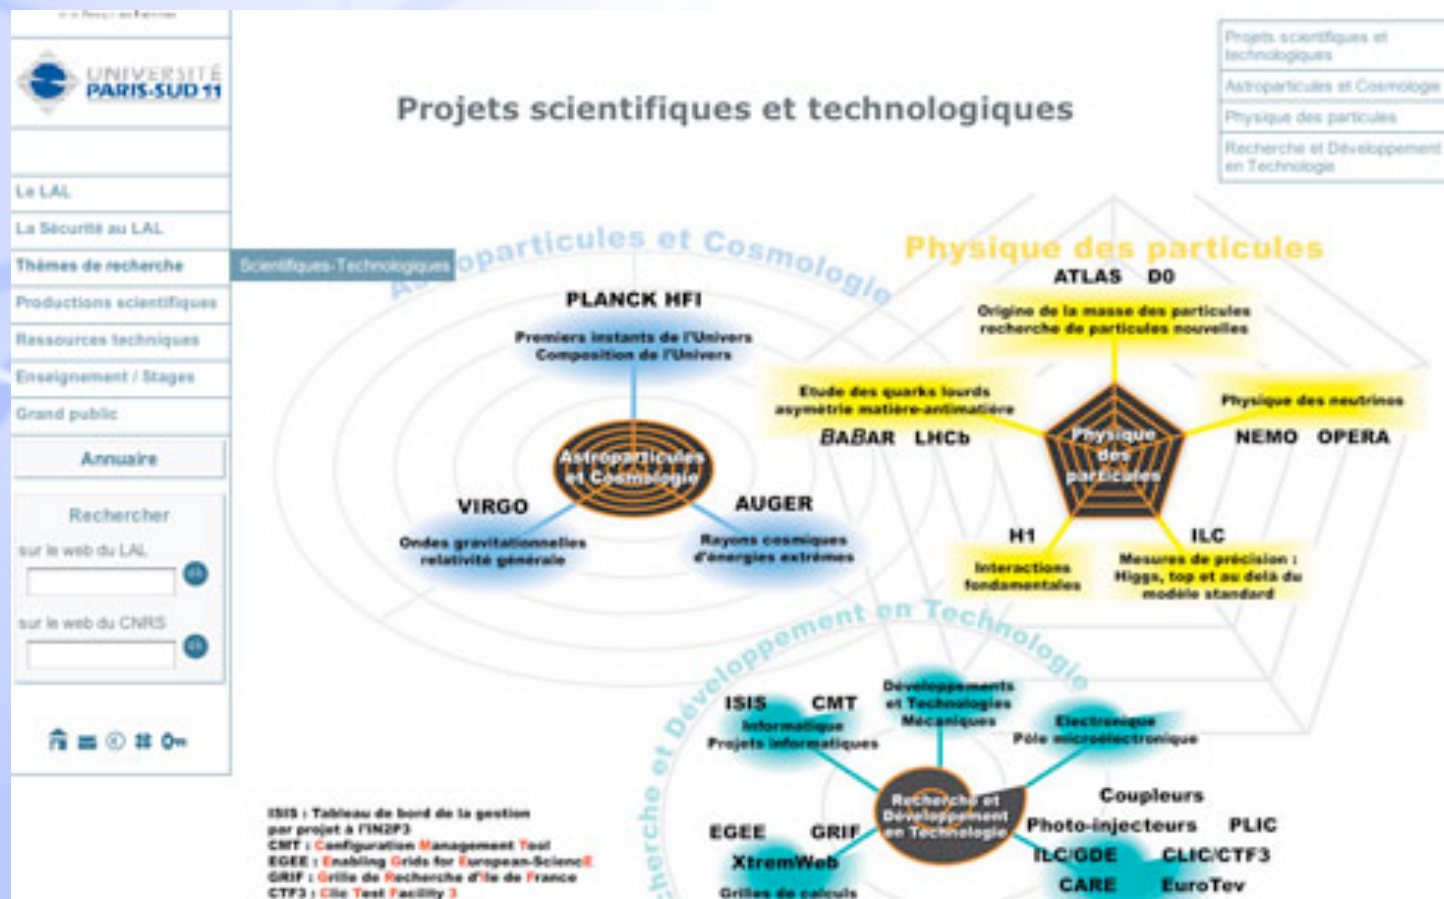 UNIVERSITÉ
PARIS-SUD 11
Le LAL
La Sécurité au LAL
Thèmes de recherche
Productions scientifiques
Ressources techniques
Enseignement / Stages
Grand public
Annuaire
Rechercher
sur le web du LAL
ok
sur le web du CNRS
ok
Scientifiques-Technologiques
Projets scientifiques et technologiques
Projets scientifiques et
technologiques
Astroparticules et Cosmologie
Physique des particules
Recherche et Développement
en Technologie
Astroparticules et Cosmologie
PLANCK HFI
Premiers instants de l'Univers
Composition de l'Univers
Astroparticules
et Cosmologie
VIRGO
Ondes gravitationnelles
relativité générale
AUGER
Rayons cosmiques
d'énergies extrêmes
Physique des particules
ATLAS D0
Origine de la masse des particules
recherche de particules nouvelles
Etude des quarks lourds
asymétrie matière-antimatière
BABAR LHCb
Physique des neutrinos
NEMO OPERA
Physique
des
particules
H1
Interactions
fondamentales
ILC
Mesures de précision :
Higgs, top et au delà du
modèle standard
Recherche et Développement en Technologie
ISIS CMT
Informatique
Projets informatiques
Développements
et Technologies
Mécaniques
Electronique
Pôle microélectronique
Recherche et
Développement
en Technologie
EGEE GRIF
XtremWeb
Grilles de calculs
Coupleurs
Photo-injecteurs PLIC
ILC/GDE CLIC/CTF3
CARE EuroTev
ISIS : Tableau de bord de la gestion
par projet à l'IN2P3
CMT : Configuration Management Tool
EGEE : Enabling Grids for European-SciencE
GRIF : Grille de Recherche d'Ile de France
CTF3 : Clic Test Facility 3